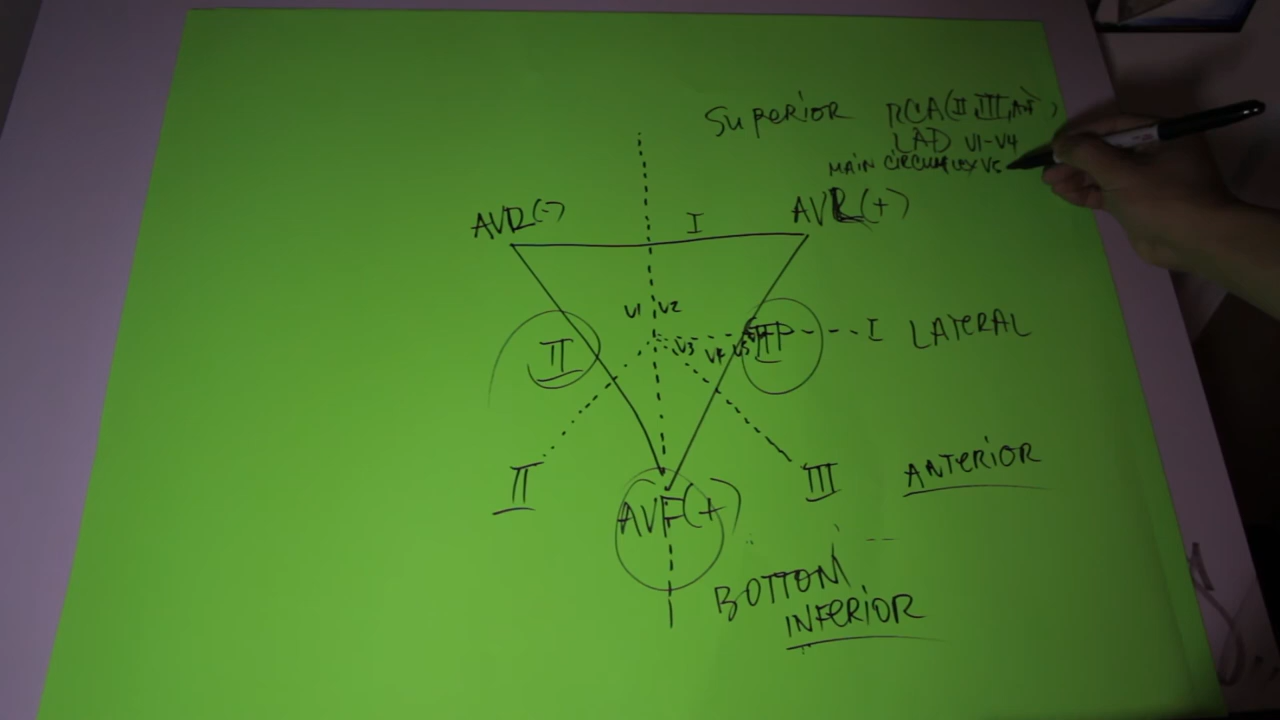 Superior RCA(II, III, AVF)
LAD V1-V4
MAIN CIRCUMFLEX V5
AVR(-) I AVL(+)
V1 V2
II V3 V4 V5 III I LATERAL
II III ANTERIOR
AVF(+)
BOTTOM
INFERIOR